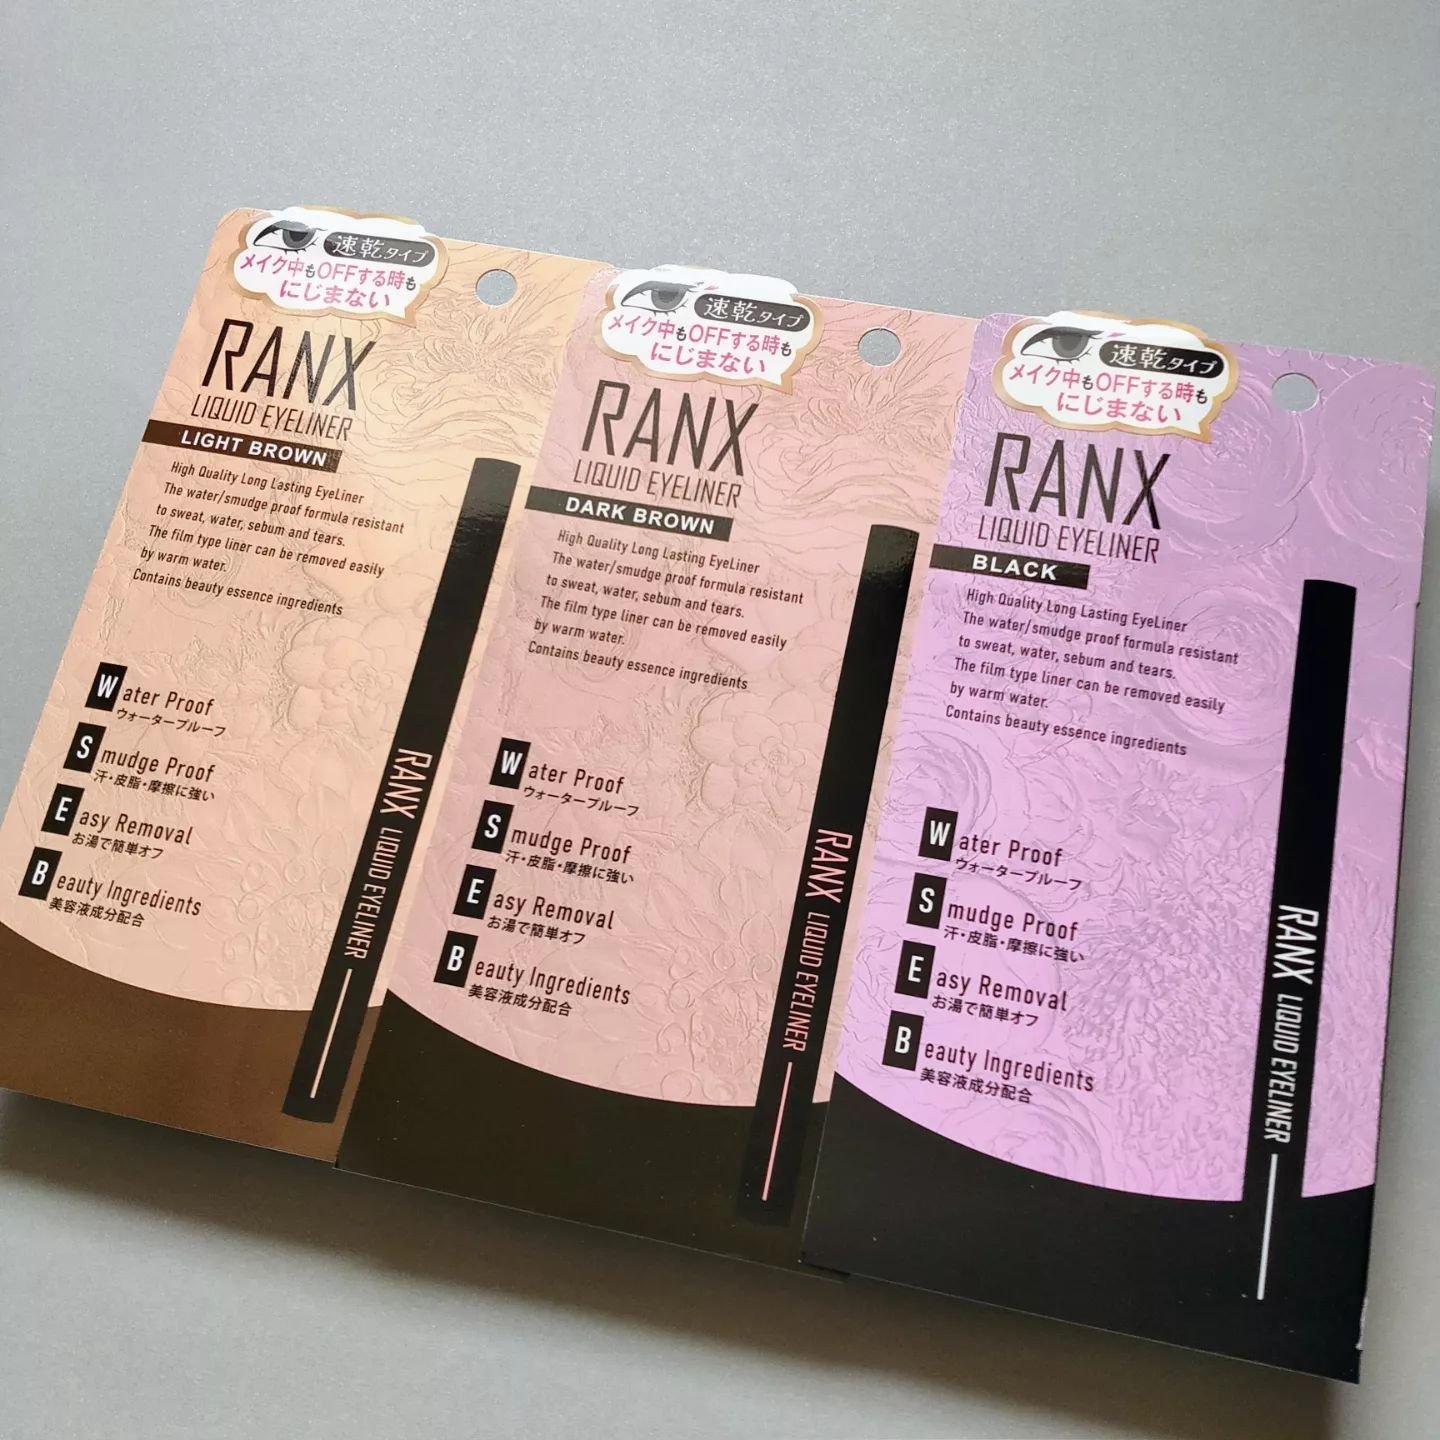 速乾タイプ
メイク中もOFFする時も
にじまない
RANX
LIQUID EYELINER
LIGHT BROWN
High Quality Long Lasting EyeLiner
The water/smudge proof formula resistant
to sweat, water, sebum and tears.
The film type liner can be removed easily
by warm water.
Contains beauty essence ingredients
Water Proof
ウォータープルーフ
Smudge Proof
汗・皮脂・摩擦に強い
Easy Removal
お湯で簡単オフ
Beauty Ingredients
美容液成分配合
RANX LIQUID EYELINER
速乾タイプ
メイク中もOFFする時も
にじまない
RANX
LIQUID EYELINER
DARK BROWN
High Quality Long Lasting EyeLiner
The water/smudge proof formula resistant
to sweat, water, sebum and tears.
The film type liner can be removed easily
by warm water.
Contains beauty essence ingredients
Water Proof
ウォータープルーフ
Smudge Proof
汗・皮脂・摩擦に強い
Easy Removal
お湯で簡単オフ
Beauty Ingredients
美容液成分配合
RANX LIQUID EYELINER
速乾タイプ
メイク中もOFFする時も
にじまない
RANX
LIQUID EYELINER
BLACK
High Quality Long Lasting EyeLiner
The water/smudge proof formula resistant
to sweat, water, sebum and tears.
The film type liner can be removed easily
by warm water.
Contains beauty essence ingredients
Water Proof
ウォータープルーフ
Smudge Proof
汗・皮脂・摩擦に強い
Easy Removal
お湯で簡単オフ
Beauty Ingredients
美容液成分配合
RANX LIQUID EYELINER